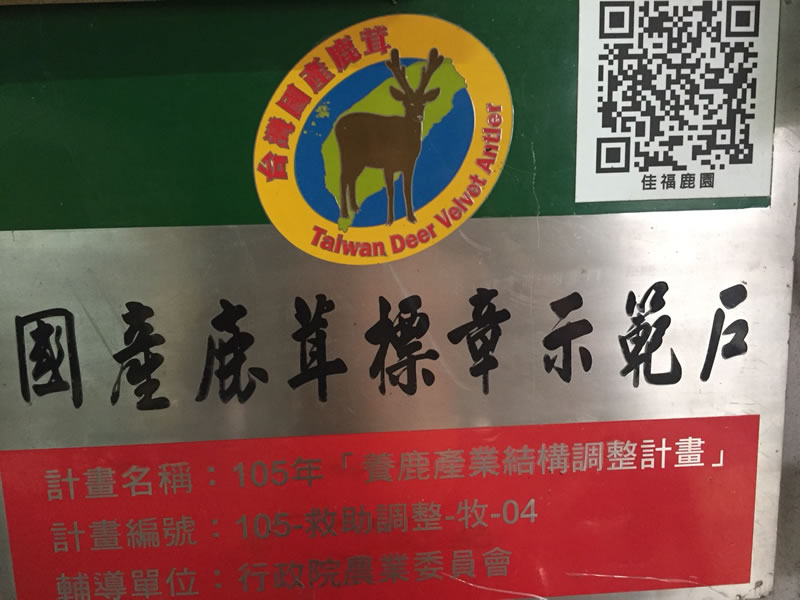 台灣國產鹿茸
Taiwan Deer Velvet Antler
佳福鹿園
國產鹿茸標章示範戶
計畫名稱：105年「養鹿產業結構調整計畫」
計畫編號：105-救助調整-牧-04
輔導單位：行政院農業委員會